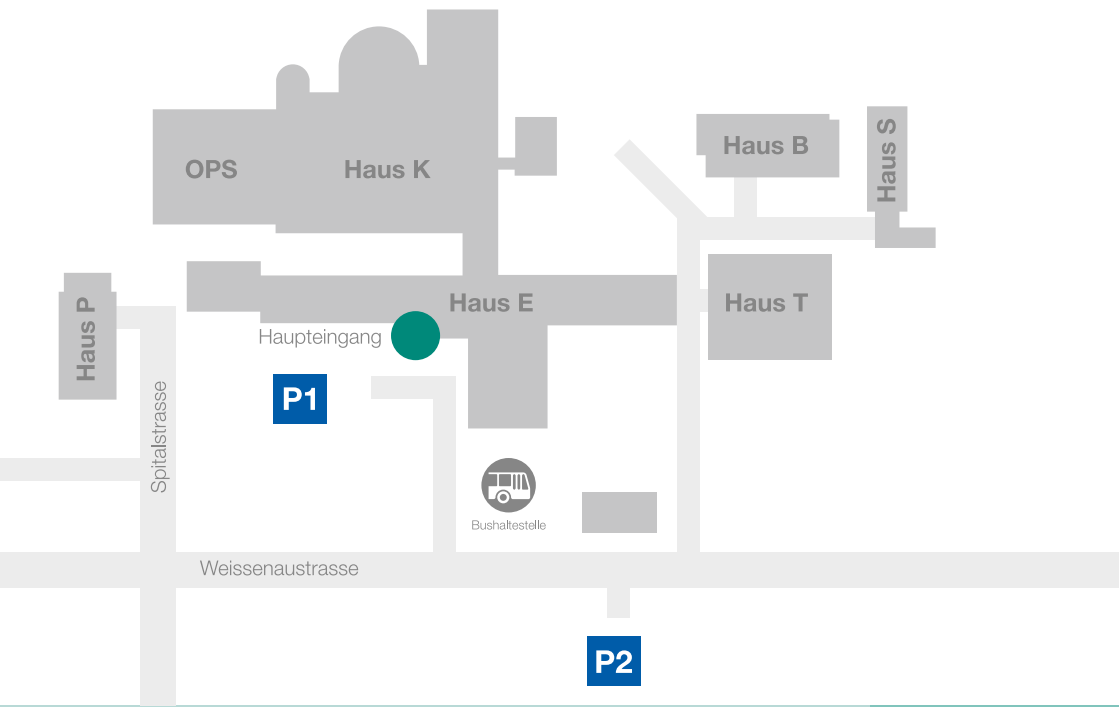 Haus S
Haus B
OPS
Haus K
Haus P
Haus E
Haus T
Haupteingang
P1
Spitalstrasse
Bushaltestelle
Weissenaustrasse
P2